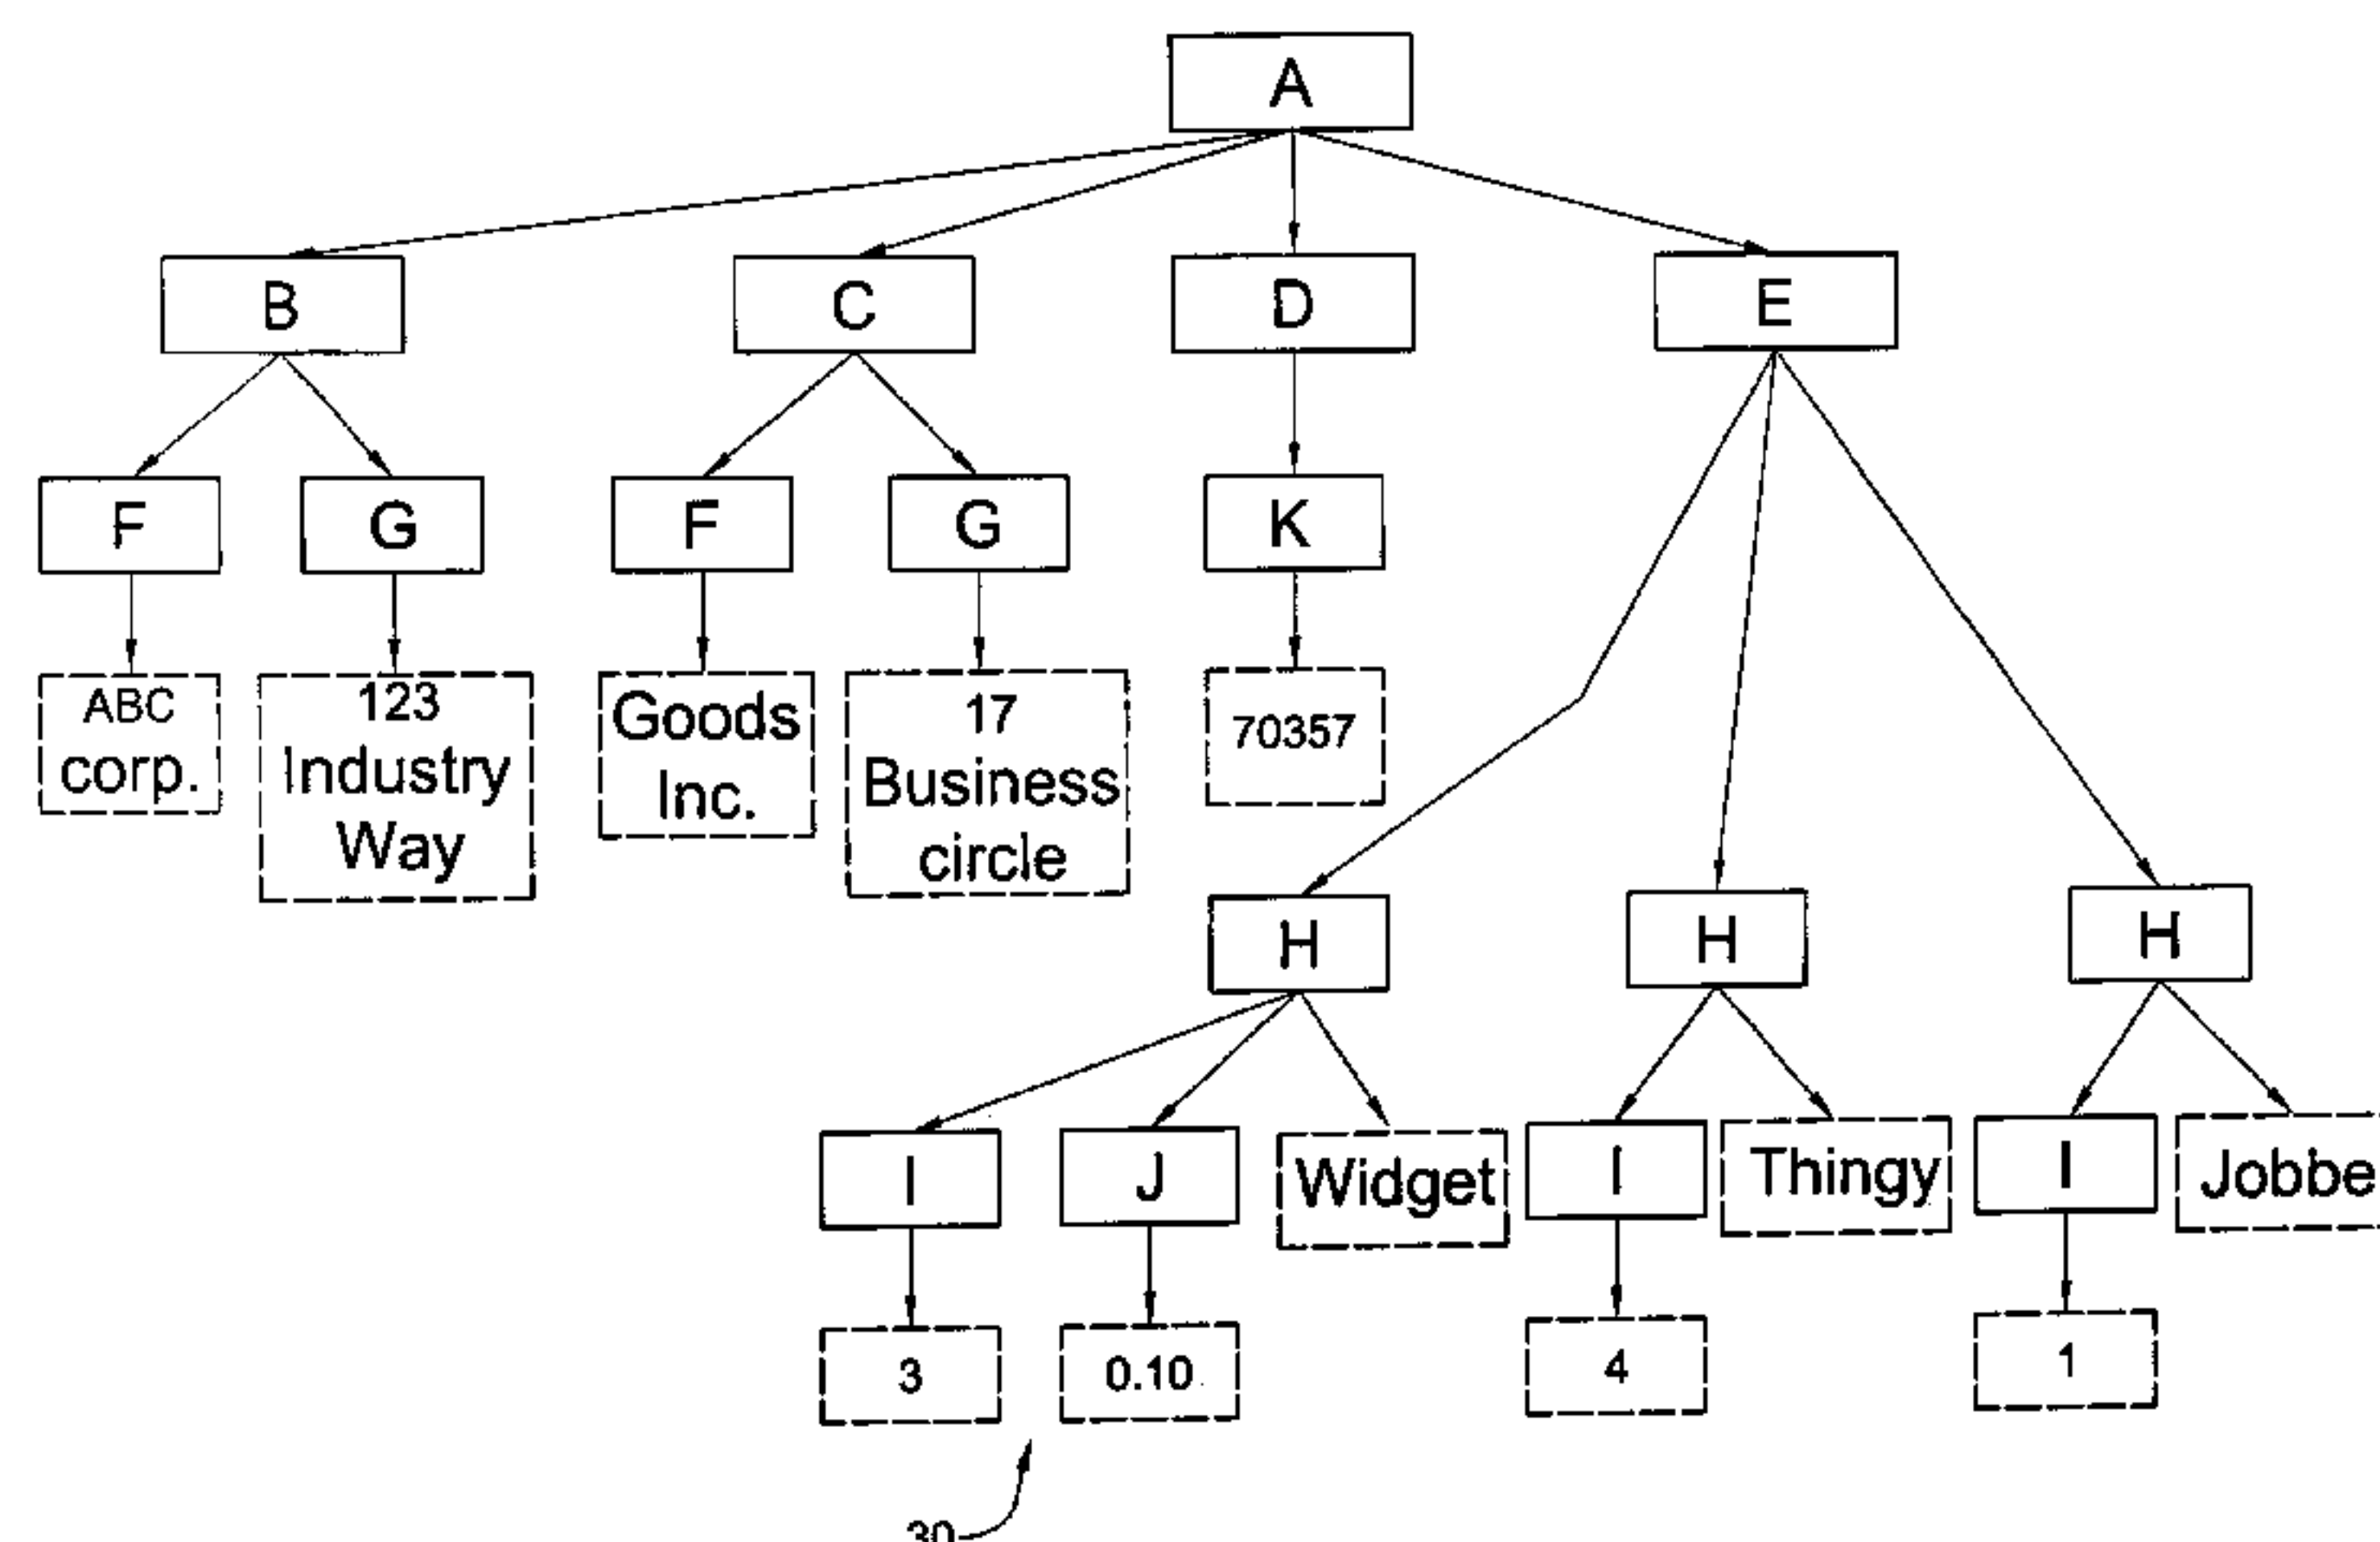 A
B
C
D
E
F
G
F
G
K
ABC
corp.
123
Industry
Way
Goods
Inc.
17
Business
circle
70357
H
H
H
I
J
Widget
I
Thingy
I
Jobbe
3
0.10
4
1
30